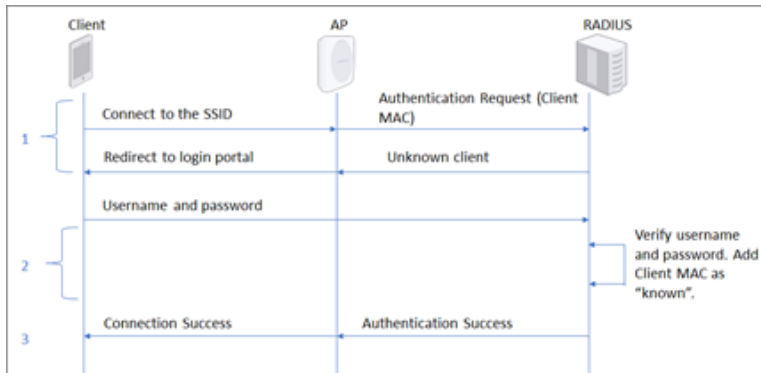 Client
AP
RADIUS
1
Connect to the SSID
Authentication Request (Client
MAC)
Redirect to login portal
Unknown client
Username and password
2
Verify username
and password. Add
Client MAC as
“known”.
3
Connection Success
Authentication Success